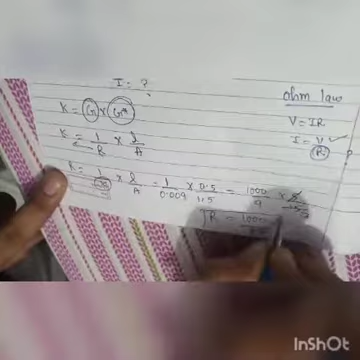 I = ?
ohm law
K = G × G*
V = IR
K = 1/R × l/A
I = V/R
K = 1/R × l/A = 1/0.009 × 0.5/1.5 = 1000/9 ×
= 1000
InShOt